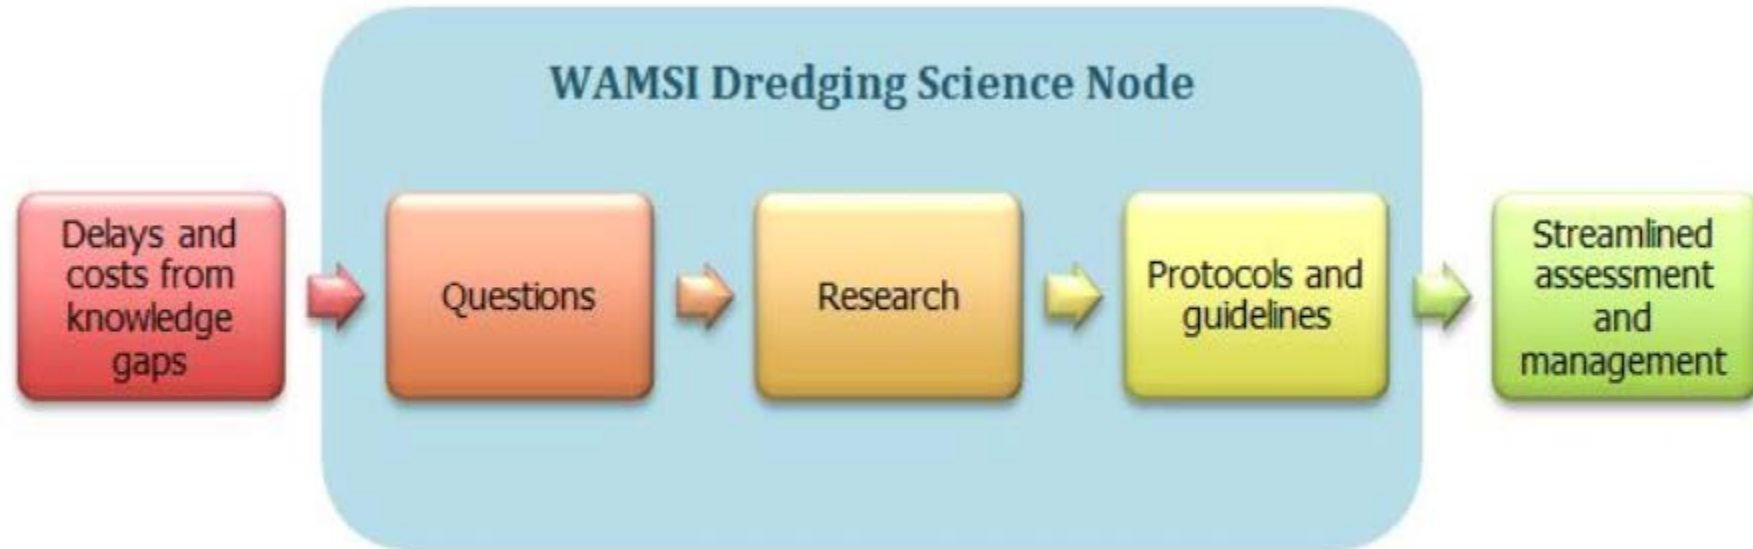 WAMSI Dredging Science Node
Delays and
costs from
knowledge
gaps
Questions
Research
Protocols and
guidelines
Streamlined
assessment
and
management